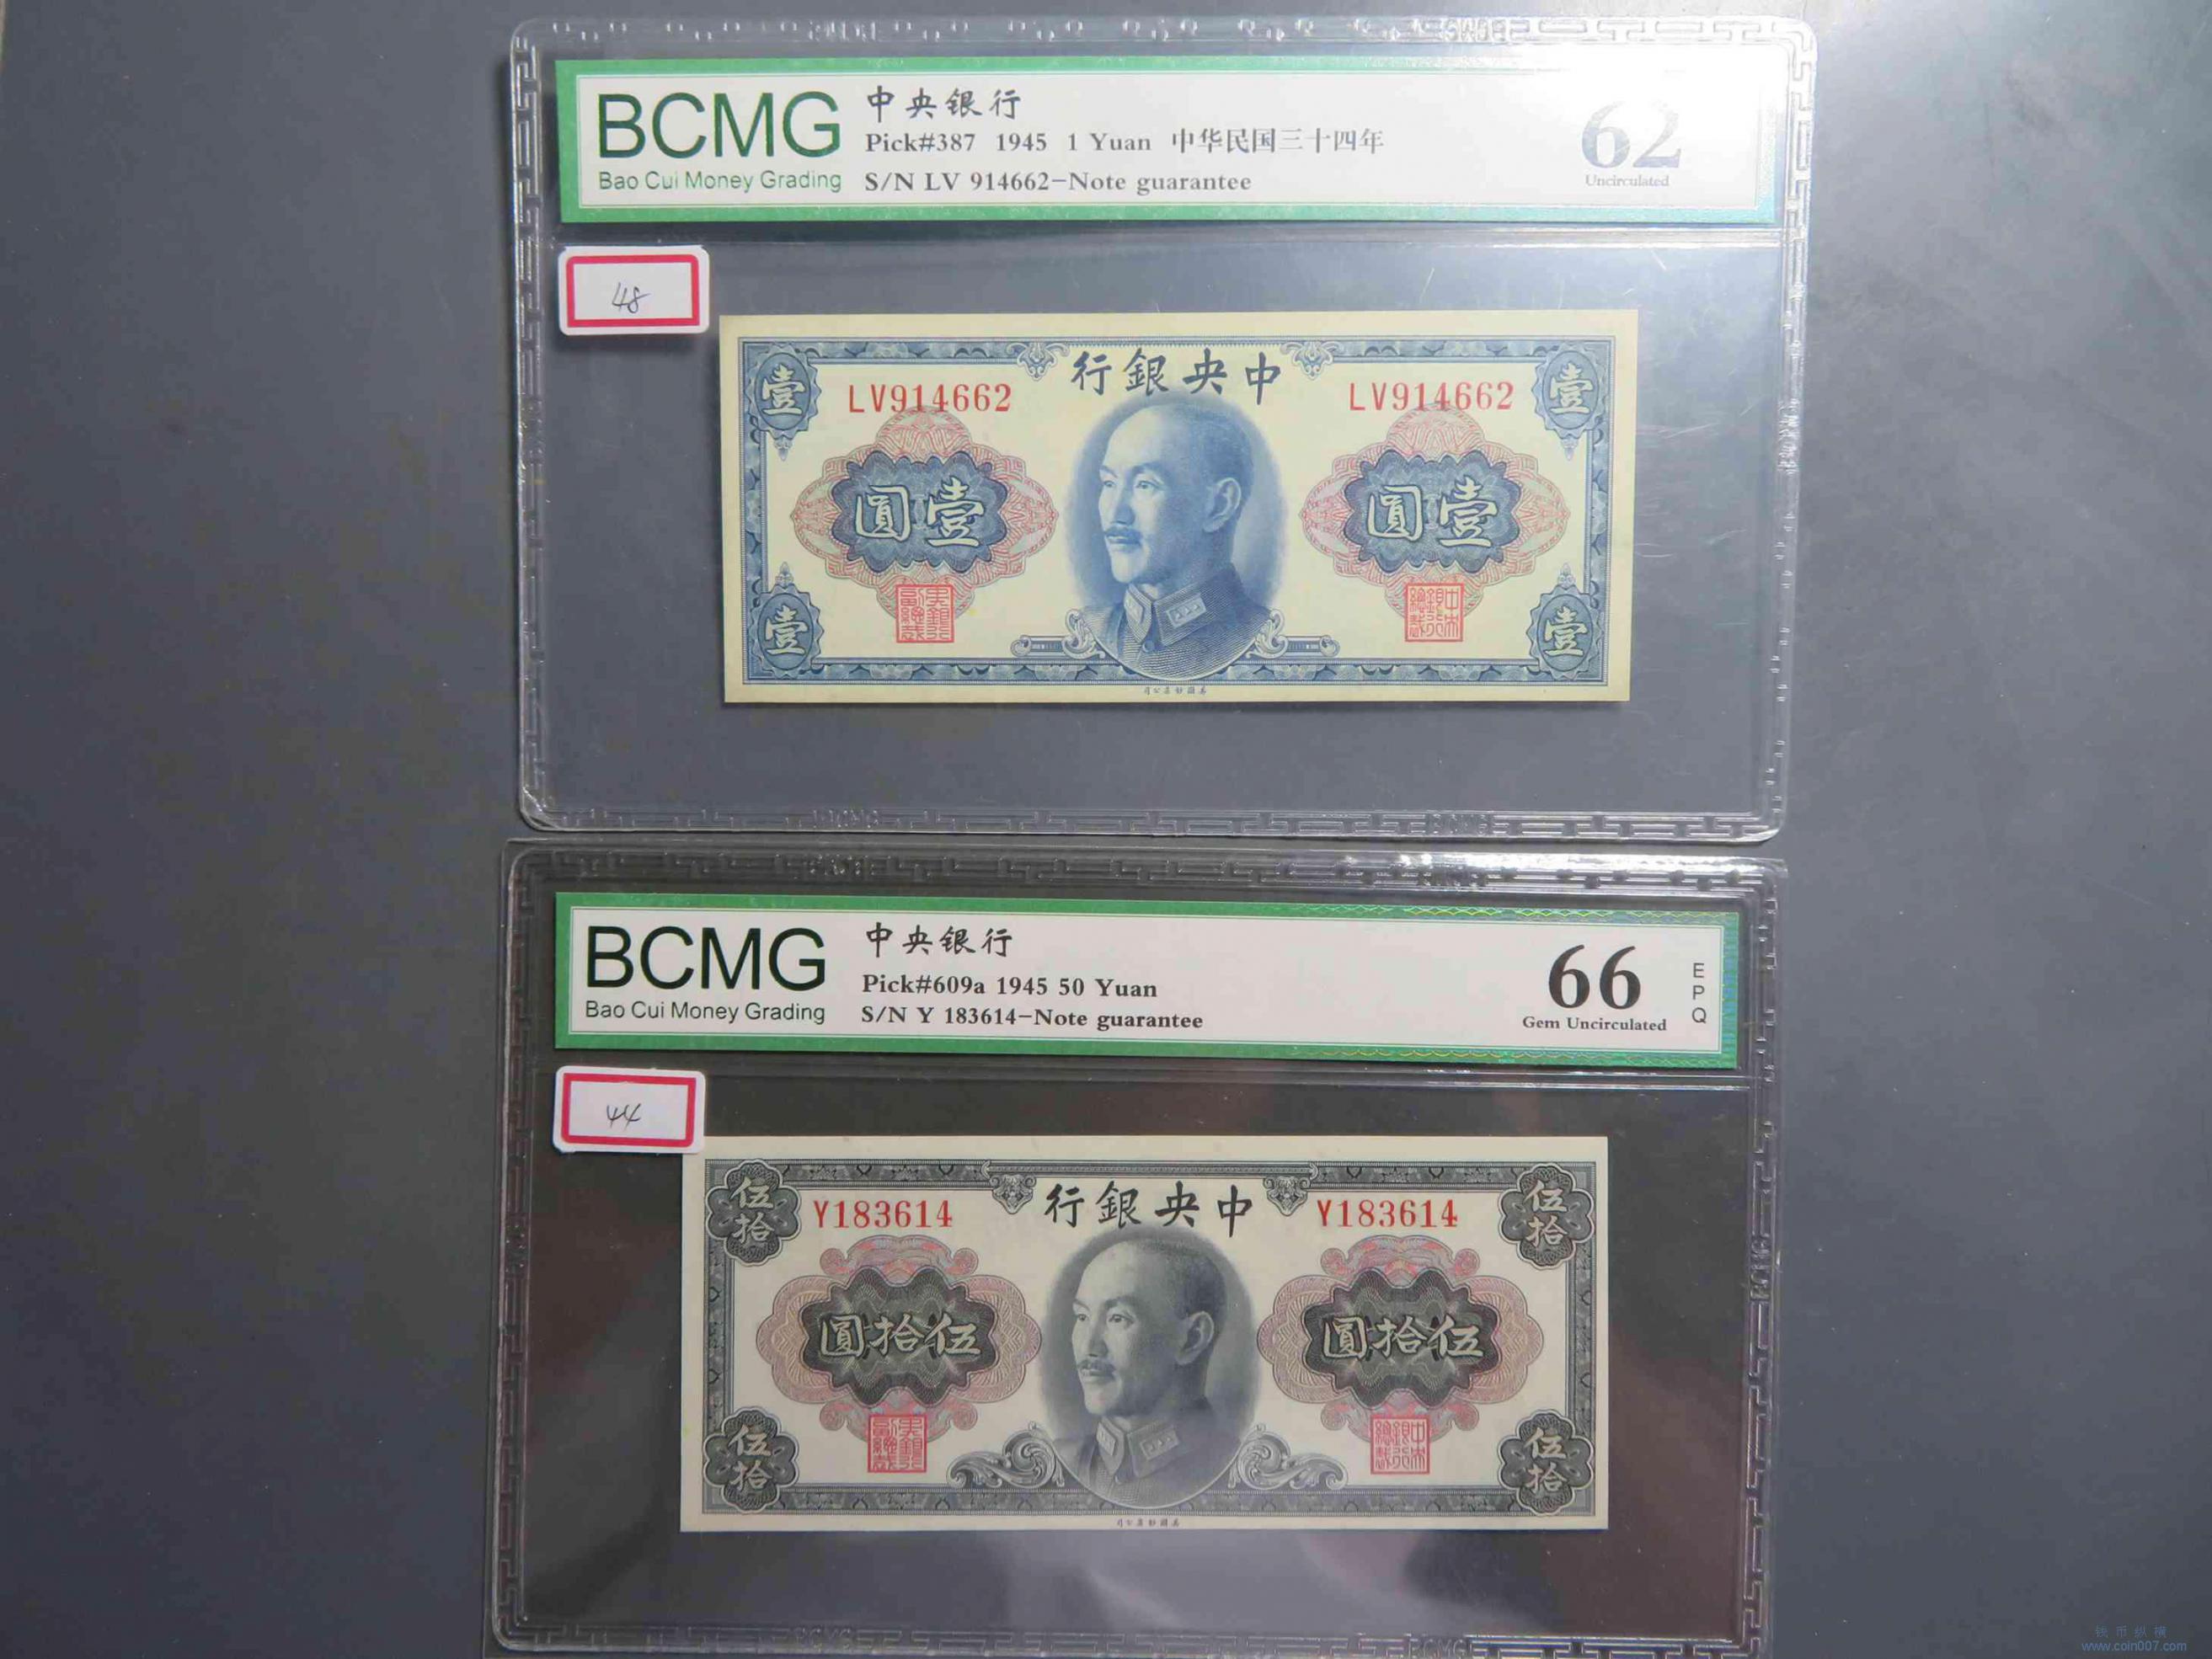 BCMG
Bao Cui Money Grading
中央银行
Pick#387 1945 1 Yuan 中华民国三十四年
S/N LV 914662-Note guarantee
62
Uncirculated
48
行銀央中
LV914662
LV914662
壹
壹
圓壹
圓壹
壹
壹
BCMG
Bao Cui Money Grading
中央银行
Pick#609a 1945 50 Yuan
S/N Y 183614-Note guarantee
66
Gem Uncirculated
EPQ
44
行銀央中
Y183614
Y183614
伍拾
伍拾
圓拾伍
圓拾伍
伍拾
伍拾
钱币纵横
www.coin007.com